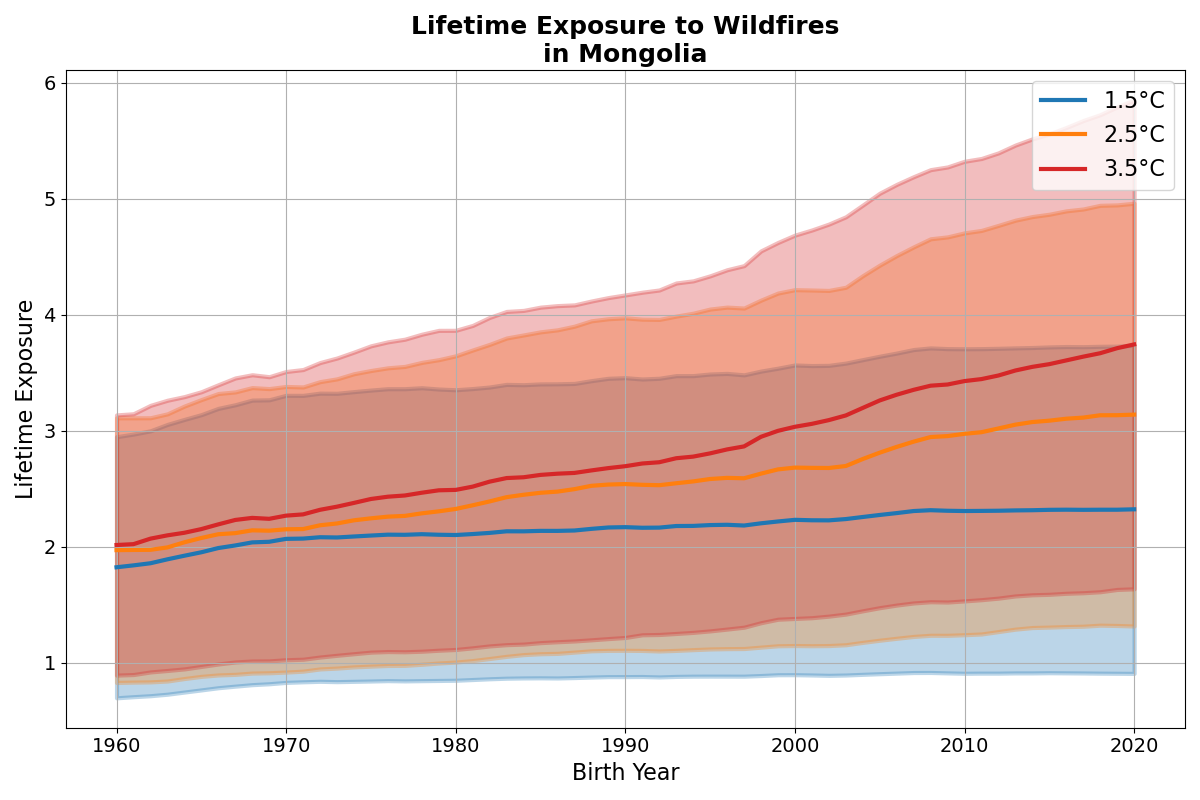 Lifetime Exposure to Wildfires
in Mongolia
Lifetime Exposure
6
5
4
3
2
1
1.5°C
2.5°C
3.5°C
1960 1970 1980 1990 2000 2010 2020
Birth Year